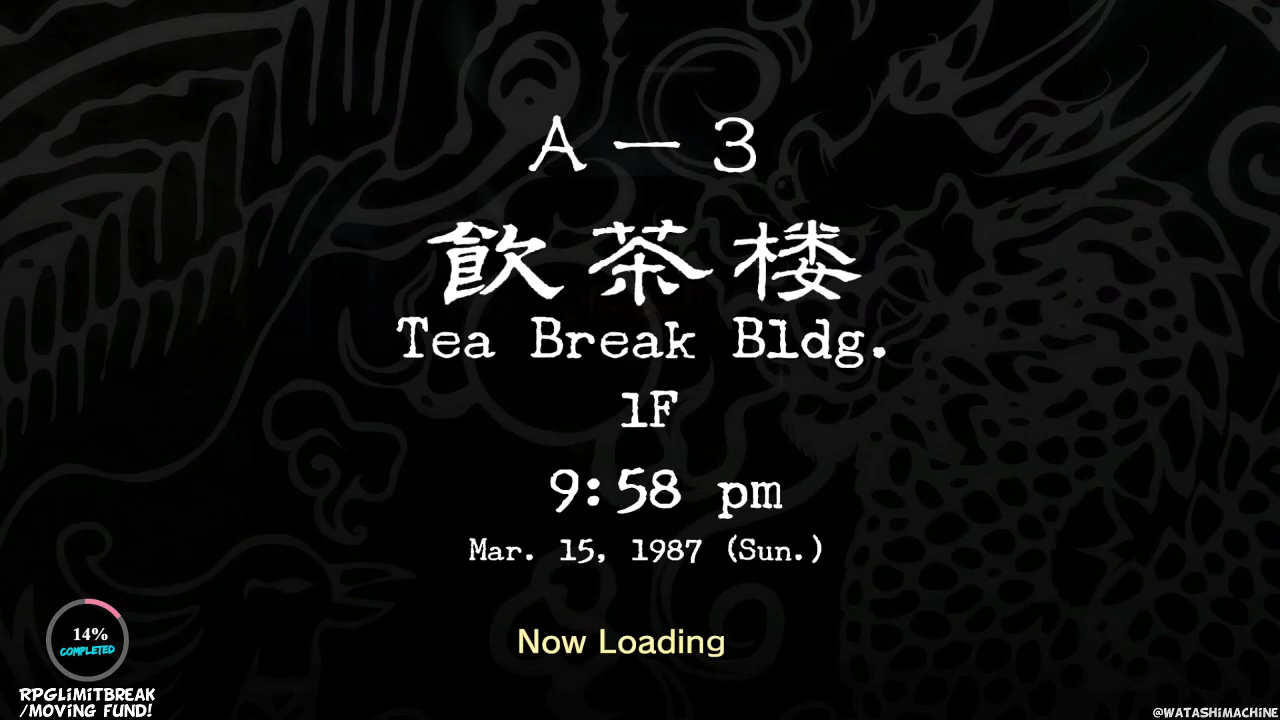 A－3
飲茶楼
Tea Break Bldg.
1F
9:58 pm
Mar. 15, 1987 (Sun.)
Now Loading
14%
COMPLETED
RPGLIMITBREAK
/MOVING FUND!
@WATASHIMACHINE